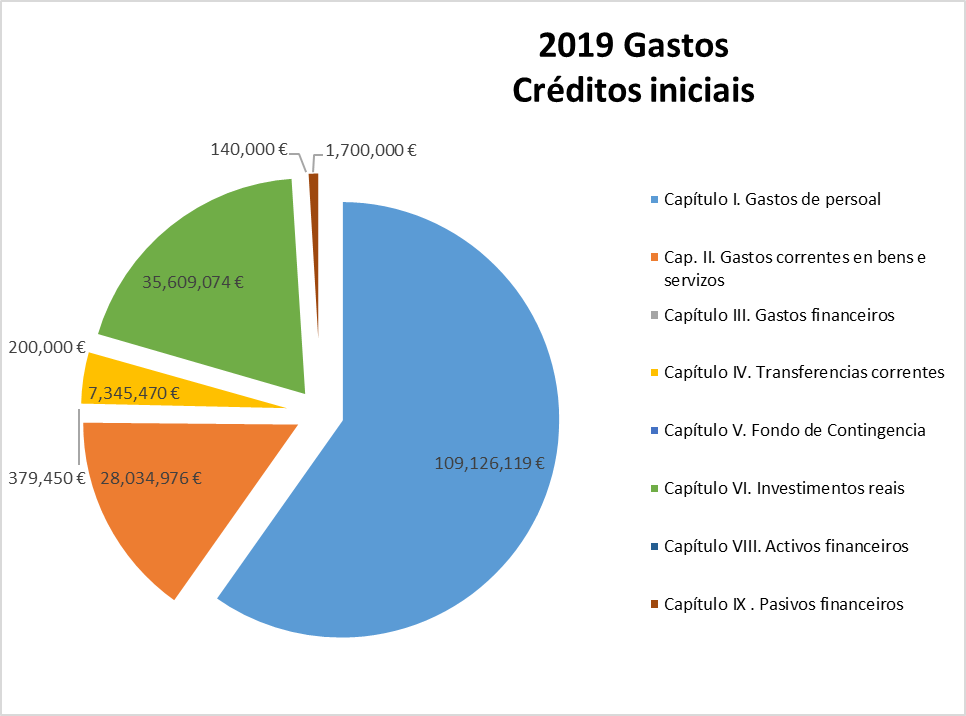 2019 Gastos
Créditos iniciais
140,000 €
1,700,000 €
35,609,074 €
200,000 €
7,345,470 €
379,450 €
28,034,976 €
109,126,119 €
Capítulo I. Gastos de persoal
Cap. II. Gastos correntes en bens e
servizos
Capítulo III. Gastos financeiros
Capítulo IV. Transferencias correntes
Capítulo V. Fondo de Contingencia
Capítulo VI. Investimentos reais
Capítulo VIII. Activos financeiros
Capítulo IX . Pasivos financeiros